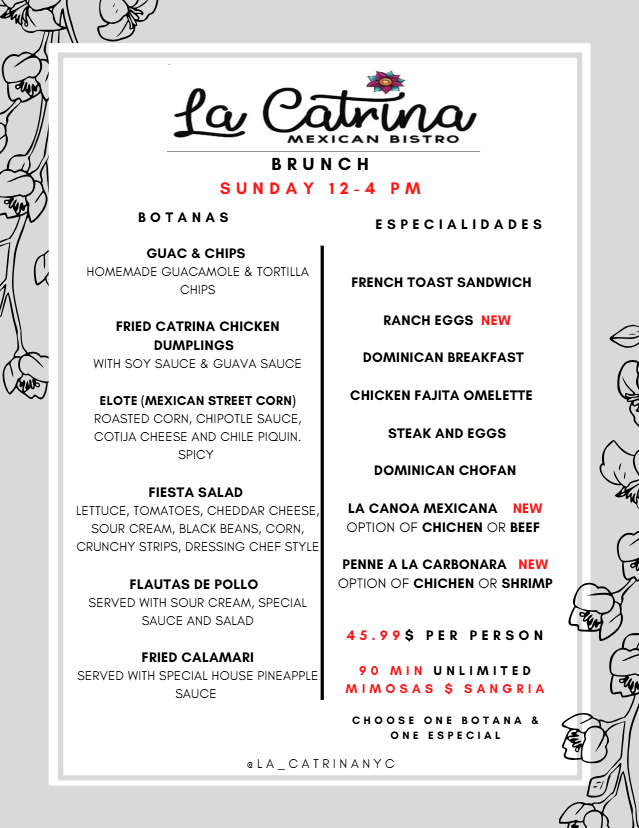 La Catrina
MEXICAN BISTRO
BRUNCH
SUNDAY 12-4 PM
BOTANAS
GUAC & CHIPS
HOMEMADE GUACAMOLE & TORTILLA
CHIPS
FRIED CATRINA CHICKEN
DUMPLINGS
WITH SOY SAUCE & GUAVA SAUCE
ELOTE (MEXICAN STREET CORN)
ROASTED CORN, CHIPOTLE SAUCE,
COTIJA CHEESE AND CHILE PIQUIN.
SPICY
FIESTA SALAD
LETTUCE, TOMATOES, CHEDDAR CHEESE,
SOUR CREAM, BLACK BEANS, CORN,
CRUNCHY STRIPS, DRESSING CHEF STYLE
FLAUTAS DE POLLO
SERVED WITH SOUR CREAM, SPECIAL
SAUCE AND SALAD
FRIED CALAMARI
SERVED WITH SPECIAL HOUSE PINEAPPLE
SAUCE
ESPECIALIDADES
FRENCH TOAST SANDWICH
RANCH EGGS NEW
DOMINICAN BREAKFAST
CHICKEN FAJITA OMELETTE
STEAK AND EGGS
DOMINICAN CHOFAN
LA CANOA MEXICANA NEW
OPTION OF CHICHEN OR BEEF
PENNE A LA CARBONARA NEW
OPTION OF CHICHEN OR SHRIMP
45.99$ PER PERSON
90 MIN UNLIMITED
MIMOSAS $ SANGRIA
CHOOSE ONE BOTANA &
ONE ESPECIAL
@LA_CATRINANYC